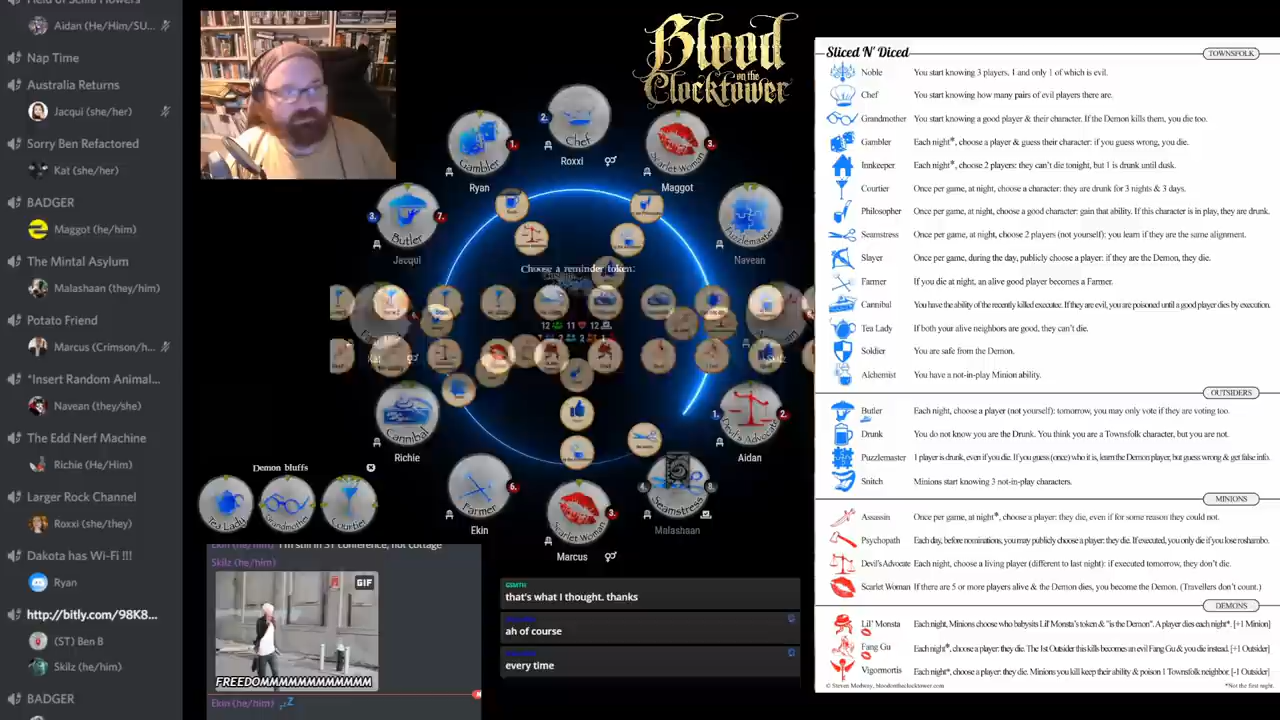 Aidan (He/Him/SU...
Austria Returns
Jacqui (she/her)
Sorry Ben Refactored
Kat (she/her)
BADGER
Maggot (he/him)
The Mintal Asylum
Malashaan (they/him)
Potato Portal
Marcus (Crimson/h...
*Insert Random Animal...
Navean (they/she)
The Edd Nerf Machine
Richie (He/Him)
Larger Rock Channel
Roxxi (she/they)
Dakota has Wi-Fi !!!
Ryan
http://bitly.com/98K8...
(ST) Ben B
Skilz (he/him)
BADGER
Blood
on the
Clocktower
Gambler
1.
Ryan
2.
Chef
Roxxi
Scarlet Woman
3.
Maggot
3.
Butler
7.
Jacqui
Puzzlemaster
Navean
Choose a reminder token:
12 11 12
Kat
Skilz
Cannibal
Richie
1.
Devil's Advocate
2.
Aidan
Farmer
6.
Ekin
Scarlet Woman
3.
Marcus
Seamstress
8.
Malashaan
Demon bluffs
Tea Lady
Grandmother
Courtier
Ekin (he/him) I'm still in ST conference, not cottage
Skilz (he/him)
GIF
FREEDOMMMMMMMMMMMM
Ekin (he/him)
that's what I thought. thanks
ah of course
every time
Sliced N' Diced
TOWNSFOLK
Noble You start knowing 3 players, 1 and only 1 of which is evil.
Chef You start knowing how many pairs of evil players there are.
Grandmother You start knowing a good player & their character. If the Demon kills them, you die too.
Gambler Each night*, choose a player & guess their character: if you guess wrong, you die.
Innkeeper Each night*, choose 2 players: they can't die tonight, but 1 is drunk until dusk.
Courtier Once per game, at night, choose a character: they are drunk for 3 nights & 3 days.
Philosopher Once per game, at night, choose a good character: gain that ability. If this character is in play, they are drunk.
Seamstress Once per game, at night, choose 2 players (not yourself): you learn if they are the same alignment.
Slayer Once per game, during the day, publicly choose a player: if they are the Demon, they die.
Farmer If you die at night, an alive good player becomes a Farmer.
Cannibal You have the ability of the recently killed executee. If they are evil, you are poisoned until a good player dies by execution.
Tea Lady If both your alive neighbors are good, they can't die.
Soldier You are safe from the Demon.
Alchemist You have a not-in-play Minion ability.
OUTSIDERS
Butler Each night, choose a player (not yourself): tomorrow, you may only vote if they are voting too.
Drunk You do not know you are the Drunk. You think you are a Townsfolk character, but you are not.
Puzzlemaster 1 player is drunk, even if you die. If you guess (once) who it is, learn the Demon player, but guess wrong & get false info.
Snitch Minions start knowing 3 not-in-play characters.
MINIONS
Assassin Once per game, at night*, choose a player: they die, even if for some reason they could not.
Psychopath Each day, before nominations, you may publicly choose a player: they die. If executed, you only die if you lose roshambo.
Devil's Advocate Each night, choose a living player (different to last night): if executed tomorrow, they don't die.
Scarlet Woman If there are 5 or more players alive & the Demon dies, you become the Demon. (Travellers don't count.)
DEMONS
Lil' Monsta Each night, Minions choose who babysits Lil' Monsta's token & "is the Demon". A player dies each night*. [+1 Minion]
Fang Gu Each night*, choose a player: they die. The 1st Outsider this kills becomes an evil Fang Gu & you die instead. [+1 Outsider]
Vigormortis Each night*, choose a player: they die. Minions you kill keep their ability & poison 1 Townsfolk neighbor. [-1 Outsider]
© Steven Medway, bloodontheclocktower.com
*Not the first night.